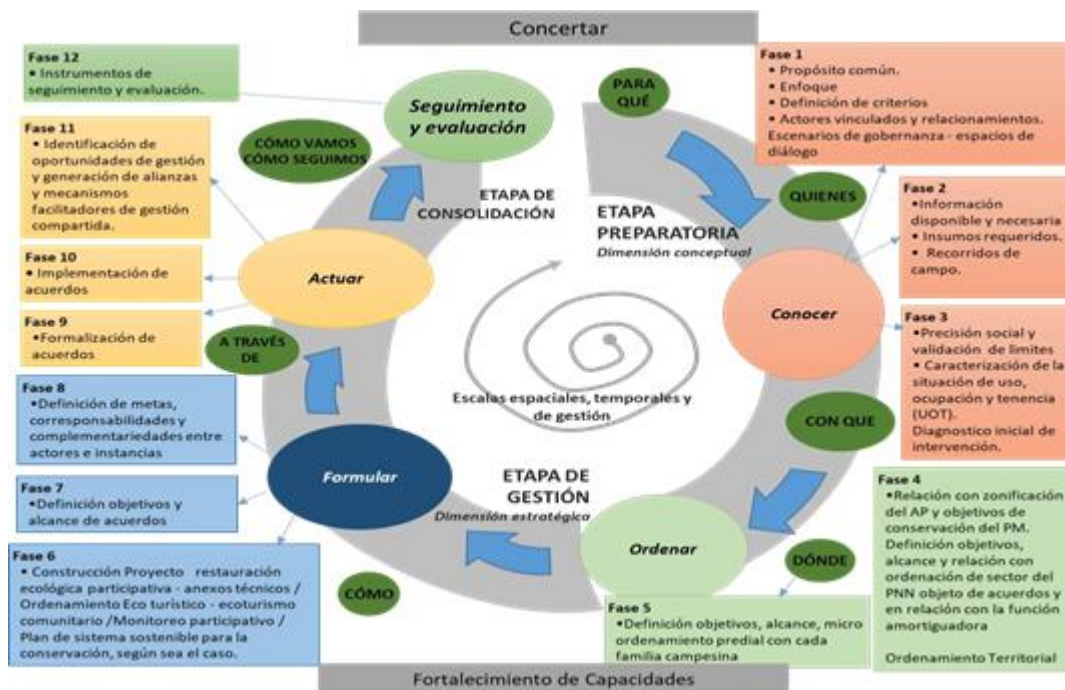 Concertar
Fase 12
• Instrumentos de
seguimiento y evaluación.
Fase 11
• Identificación de
oportunidades de gestión
y generación de alianzas
y mecanismos
facilitadores de gestión
compartida.
Fase 10
• Implementación de
acuerdos
Fase 9
•Formalización de
acuerdos
Fase 8
•Definición de metas,
corresponsabilidades y
complementariedades entre
actores e instancias
Fase 7
•Definición objetivos y
alcance de acuerdos
Fase 6
• Construcción Proyecto restauración
ecológica participativa - anexos técnicos /
Ordenamiento Eco turístico - ecoturismo
comunitario /Monitoreo participativo /
Plan de sistema sostenible para la
conservación, según sea el caso.
Seguimiento
y evaluación
CÓMO VAMOS
CÓMO SEGUIMOS
ETAPA DE
CONSOLIDACIÓN
Actuar
A TRAVÉS
DE
Formular
CÓMO
PARA
QUÉ
QUIENES
ETAPA
PREPARATORIA
Dimensión conceptual
Conocer
Escalas espaciales, temporales y
de gestión
CON QUE
ETAPA DE
GESTIÓN
Dimensión estratégica
Ordenar
DÓNDE
Fase 1
• Propósito común.
• Enfoque
• Definición de criterios
• Actores vinculados y relacionamientos.
Escenarios de gobernanza - espacios de
diálogo
Fase 2
•Información
disponible y necesaria
• Insumos requeridos.
• Recorridos de
campo.
Fase 3
• Precisión social y
validación de limites
• Caracterización de la
situación de uso,
ocupación y tenencia
(UOT).
Diagnostico inicial de
intervención.
Fase 4
•Relación con zonificación
del AP y objetivos de
conservación del PM.
Definición objetivos,
alcance y relación con
ordenación de sector del
PNN objeto de acuerdos y
en relación con la función
amortiguadora
Ordenamiento Territorial
Fase 5
•Definición objetivos, alcance, micro
ordenamiento predial con cada
familia campesina
Fortalecimiento de Capacidades